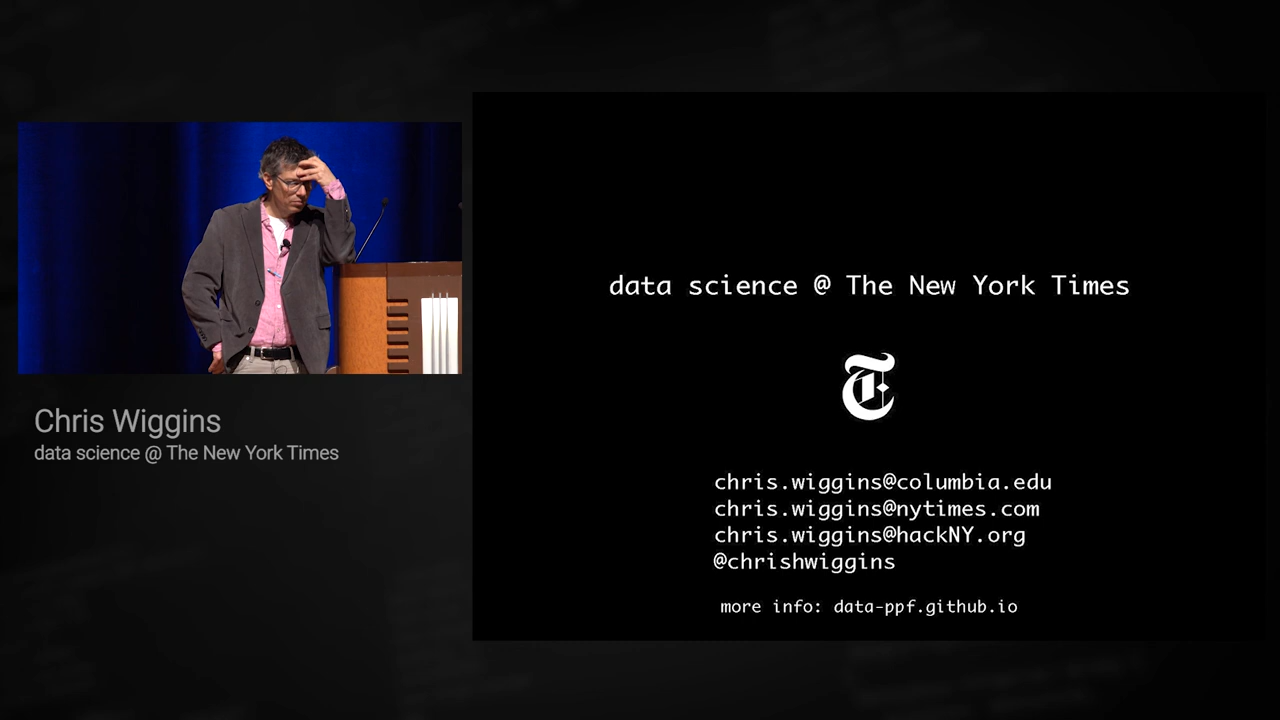 Chris Wiggins
data science @ The New York Times
data science @ The New York Times
T
chris.wiggins@columbia.edu
chris.wiggins@nytimes.com
chris.wiggins@hackNY.org
@chrishwiggins
more info: data-ppf.github.io